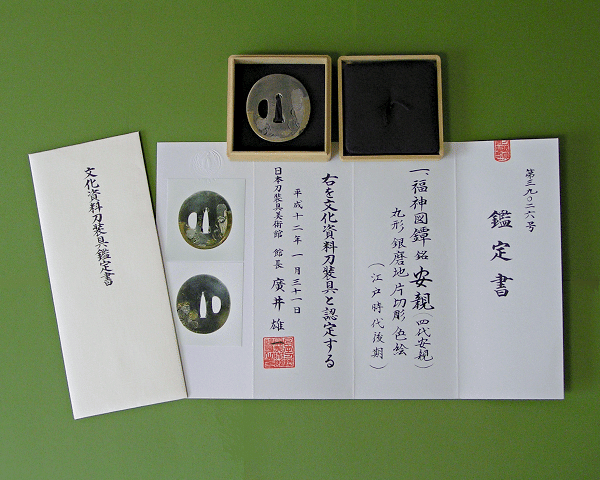 第三九〇二六号
鑑定書
一、福神図鐔 銘 安親(四代安親)
丸形 銀磨地 片切彫 色絵
(江戸時代後期)
右を文化資料刀装具と認定する
平成十二年一月三十一日
日本刀装具美術館 館長 廣井雄一
文化資料刀装具鑑定書